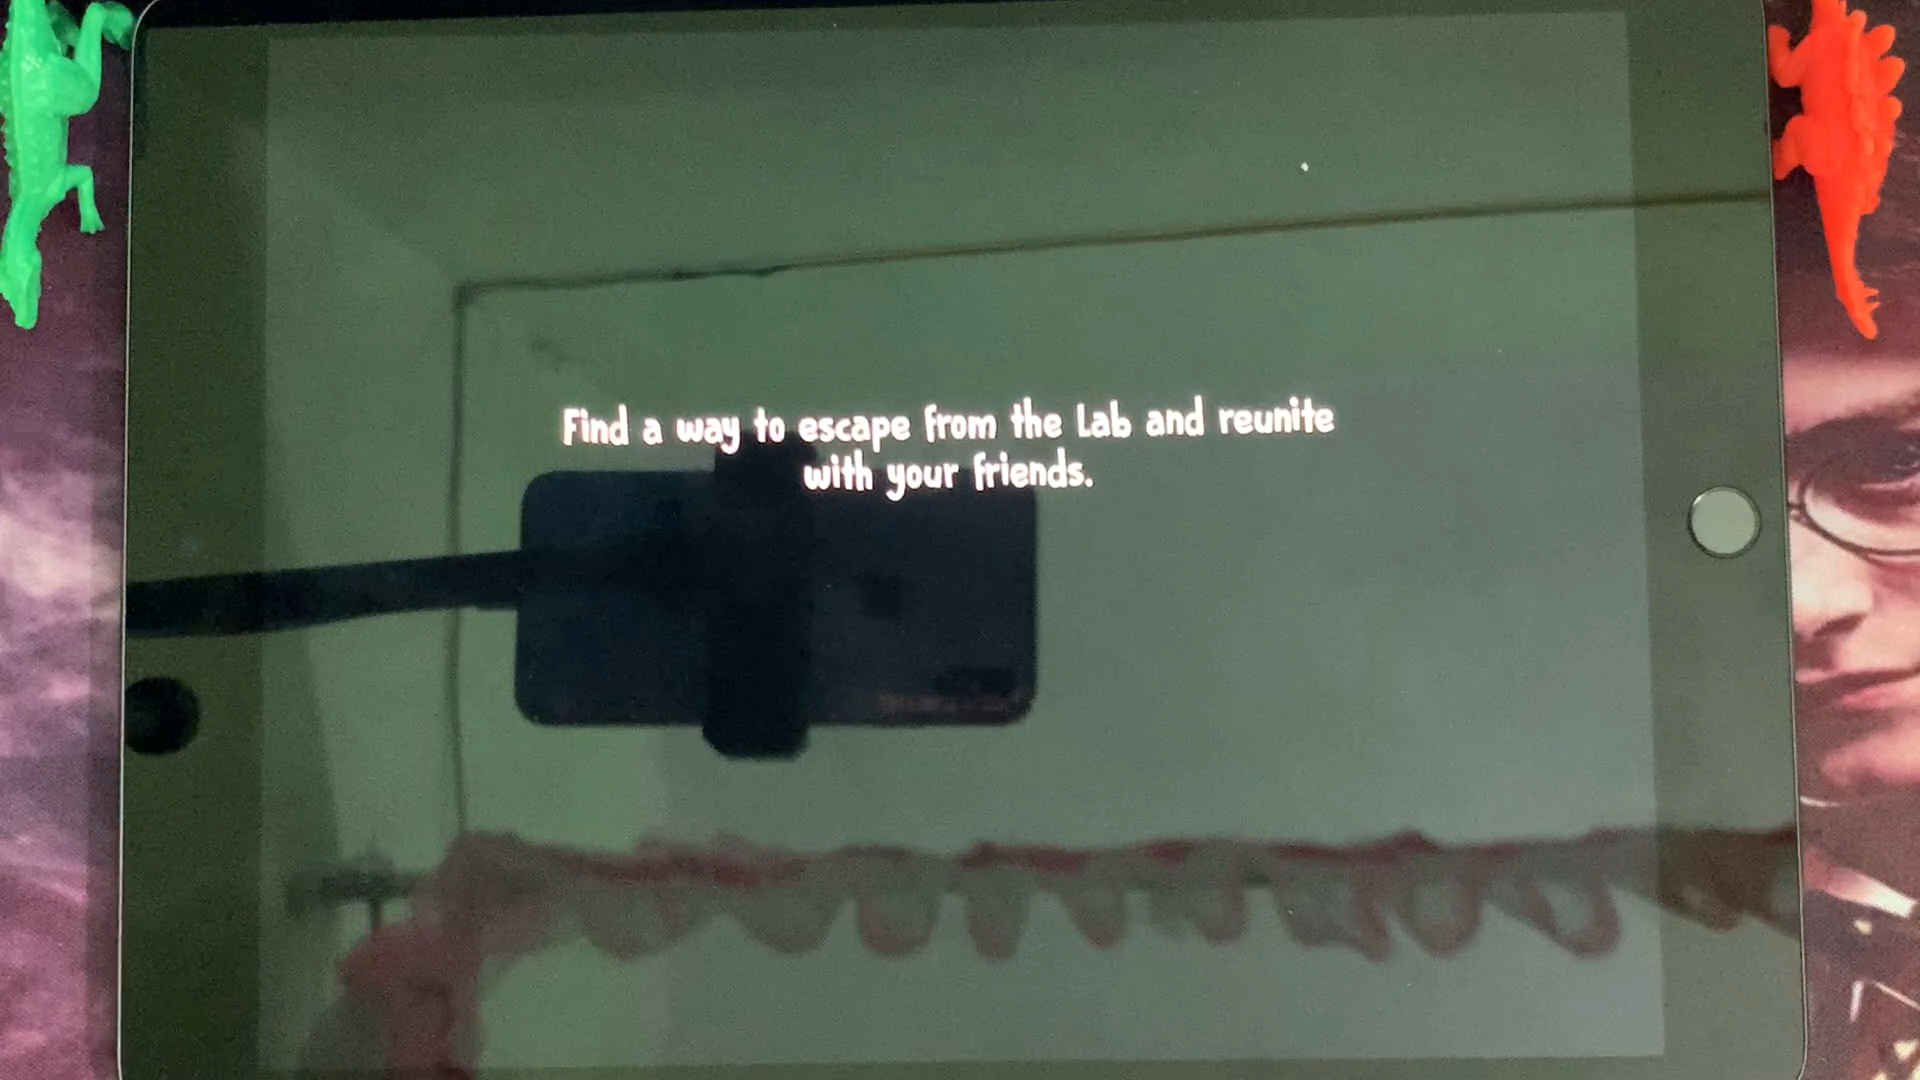 Find a way to escape from the Lab and reunite
with your friends.